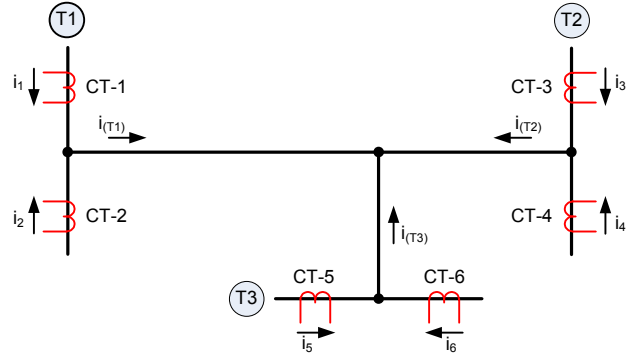 T1
T2
i1
CT-1
CT-3
i3
i(T1)
i(T2)
i2
CT-2
CT-4
i4
i(T3)
CT-5
CT-6
T3
i5
i6